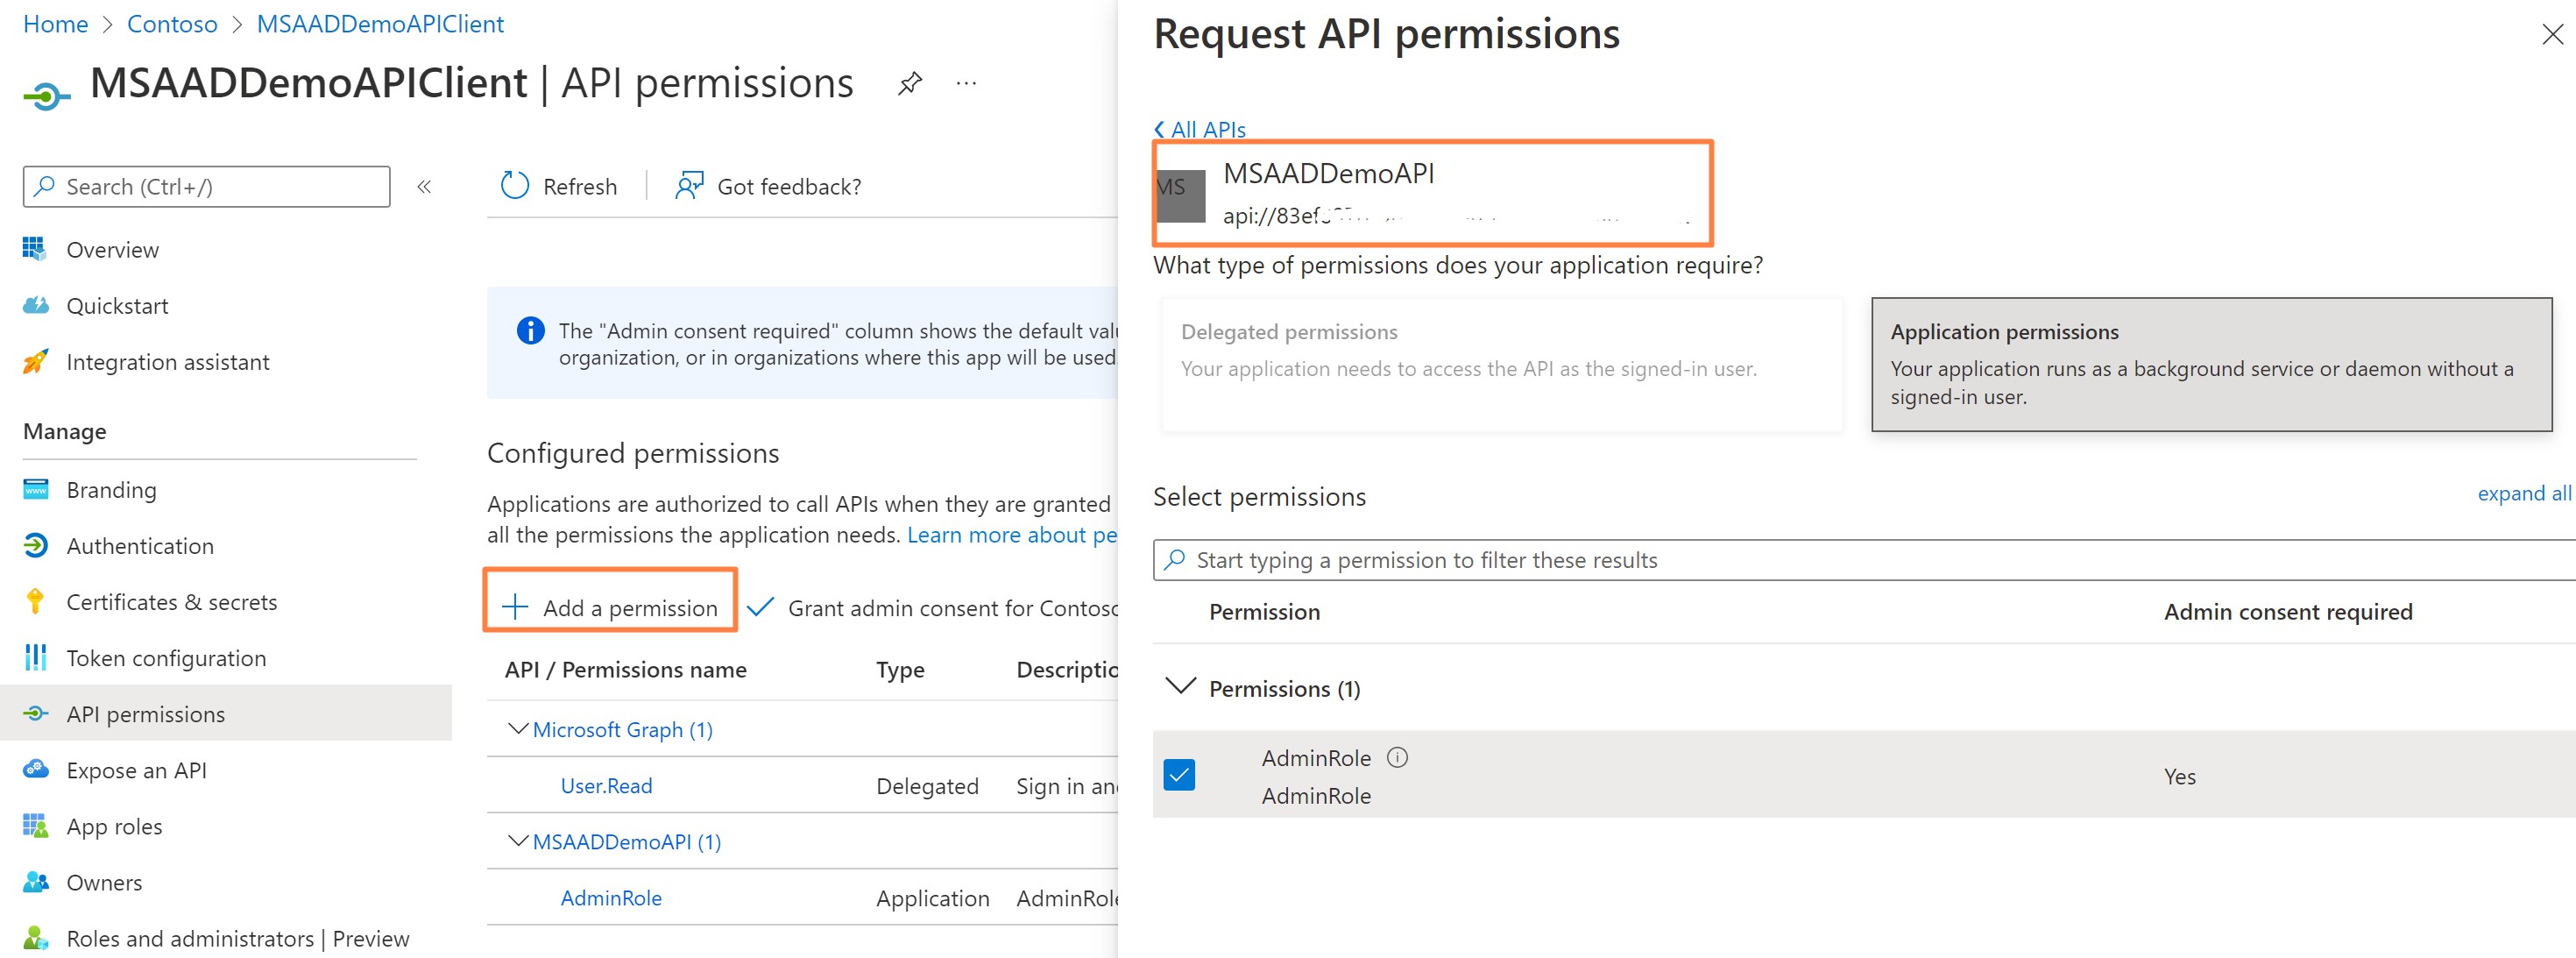 Home > Contoso > MSAADDemoAPIClient
MSAADDemoAPIClient | API permissions ...
Search (Ctrl+/)
«
Overview
Quickstart
Integration assistant
Manage
Branding
Authentication
Certificates & secrets
Token configuration
API permissions
Expose an API
App roles
Owners
Roles and administrators | Preview
Refresh
Got feedback?
The "Admin consent required" column shows the default valu
organization, or in organizations where this app will be used.
Configured permissions
Applications are authorized to call APIs when they are granted
all the permissions the application needs. Learn more about pe
+ Add a permission
Grant admin consent for Contoso
API / Permissions name Type Descriptio
Microsoft Graph (1)
User.Read Delegated Sign in an
MSAADDemoAPI (1)
AdminRole Application AdminRole
Request API permissions
All APIs
MS
MSAADDemoAPI
api://83ef
What type of permissions does your application require?
Delegated permissions
Your application needs to access the API as the signed-in user.
Application permissions
Your application runs as a background service or daemon without a
signed-in user.
Select permissions
expand all
Start typing a permission to filter these results
Permission Admin consent required
Permissions (1)
AdminRole
AdminRole
Yes